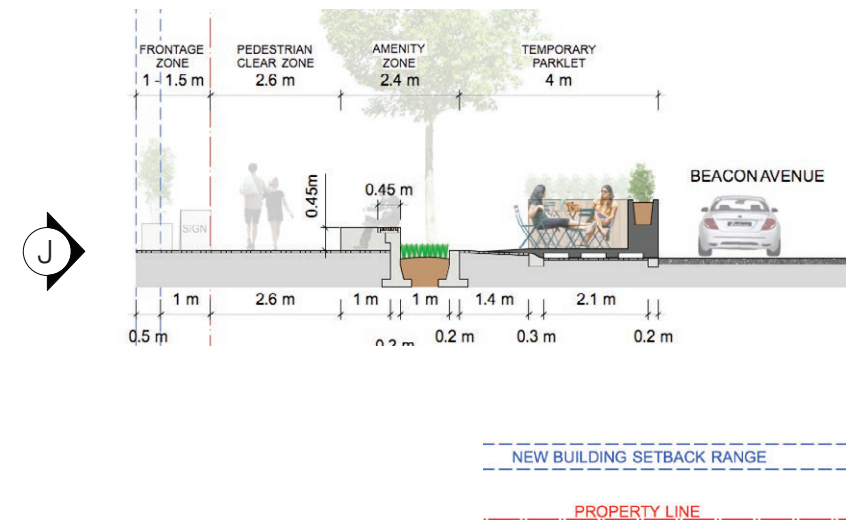 FRONTAGE
ZONE
1 - 1.5 m
PEDESTRIAN
CLEAR ZONE
2.6 m
AMENITY
ZONE
2.4 m
TEMPORARY
PARKLET
4 m
BEACON AVENUE
0.45m
0.45 m
SIGN
J
1 m
2.6 m
1 m
1 m
1.4 m
2.1 m
0.5 m
0.2 m
0.2 m
0.3 m
0.2 m
NEW BUILDING SETBACK RANGE
PROPERTY LINE